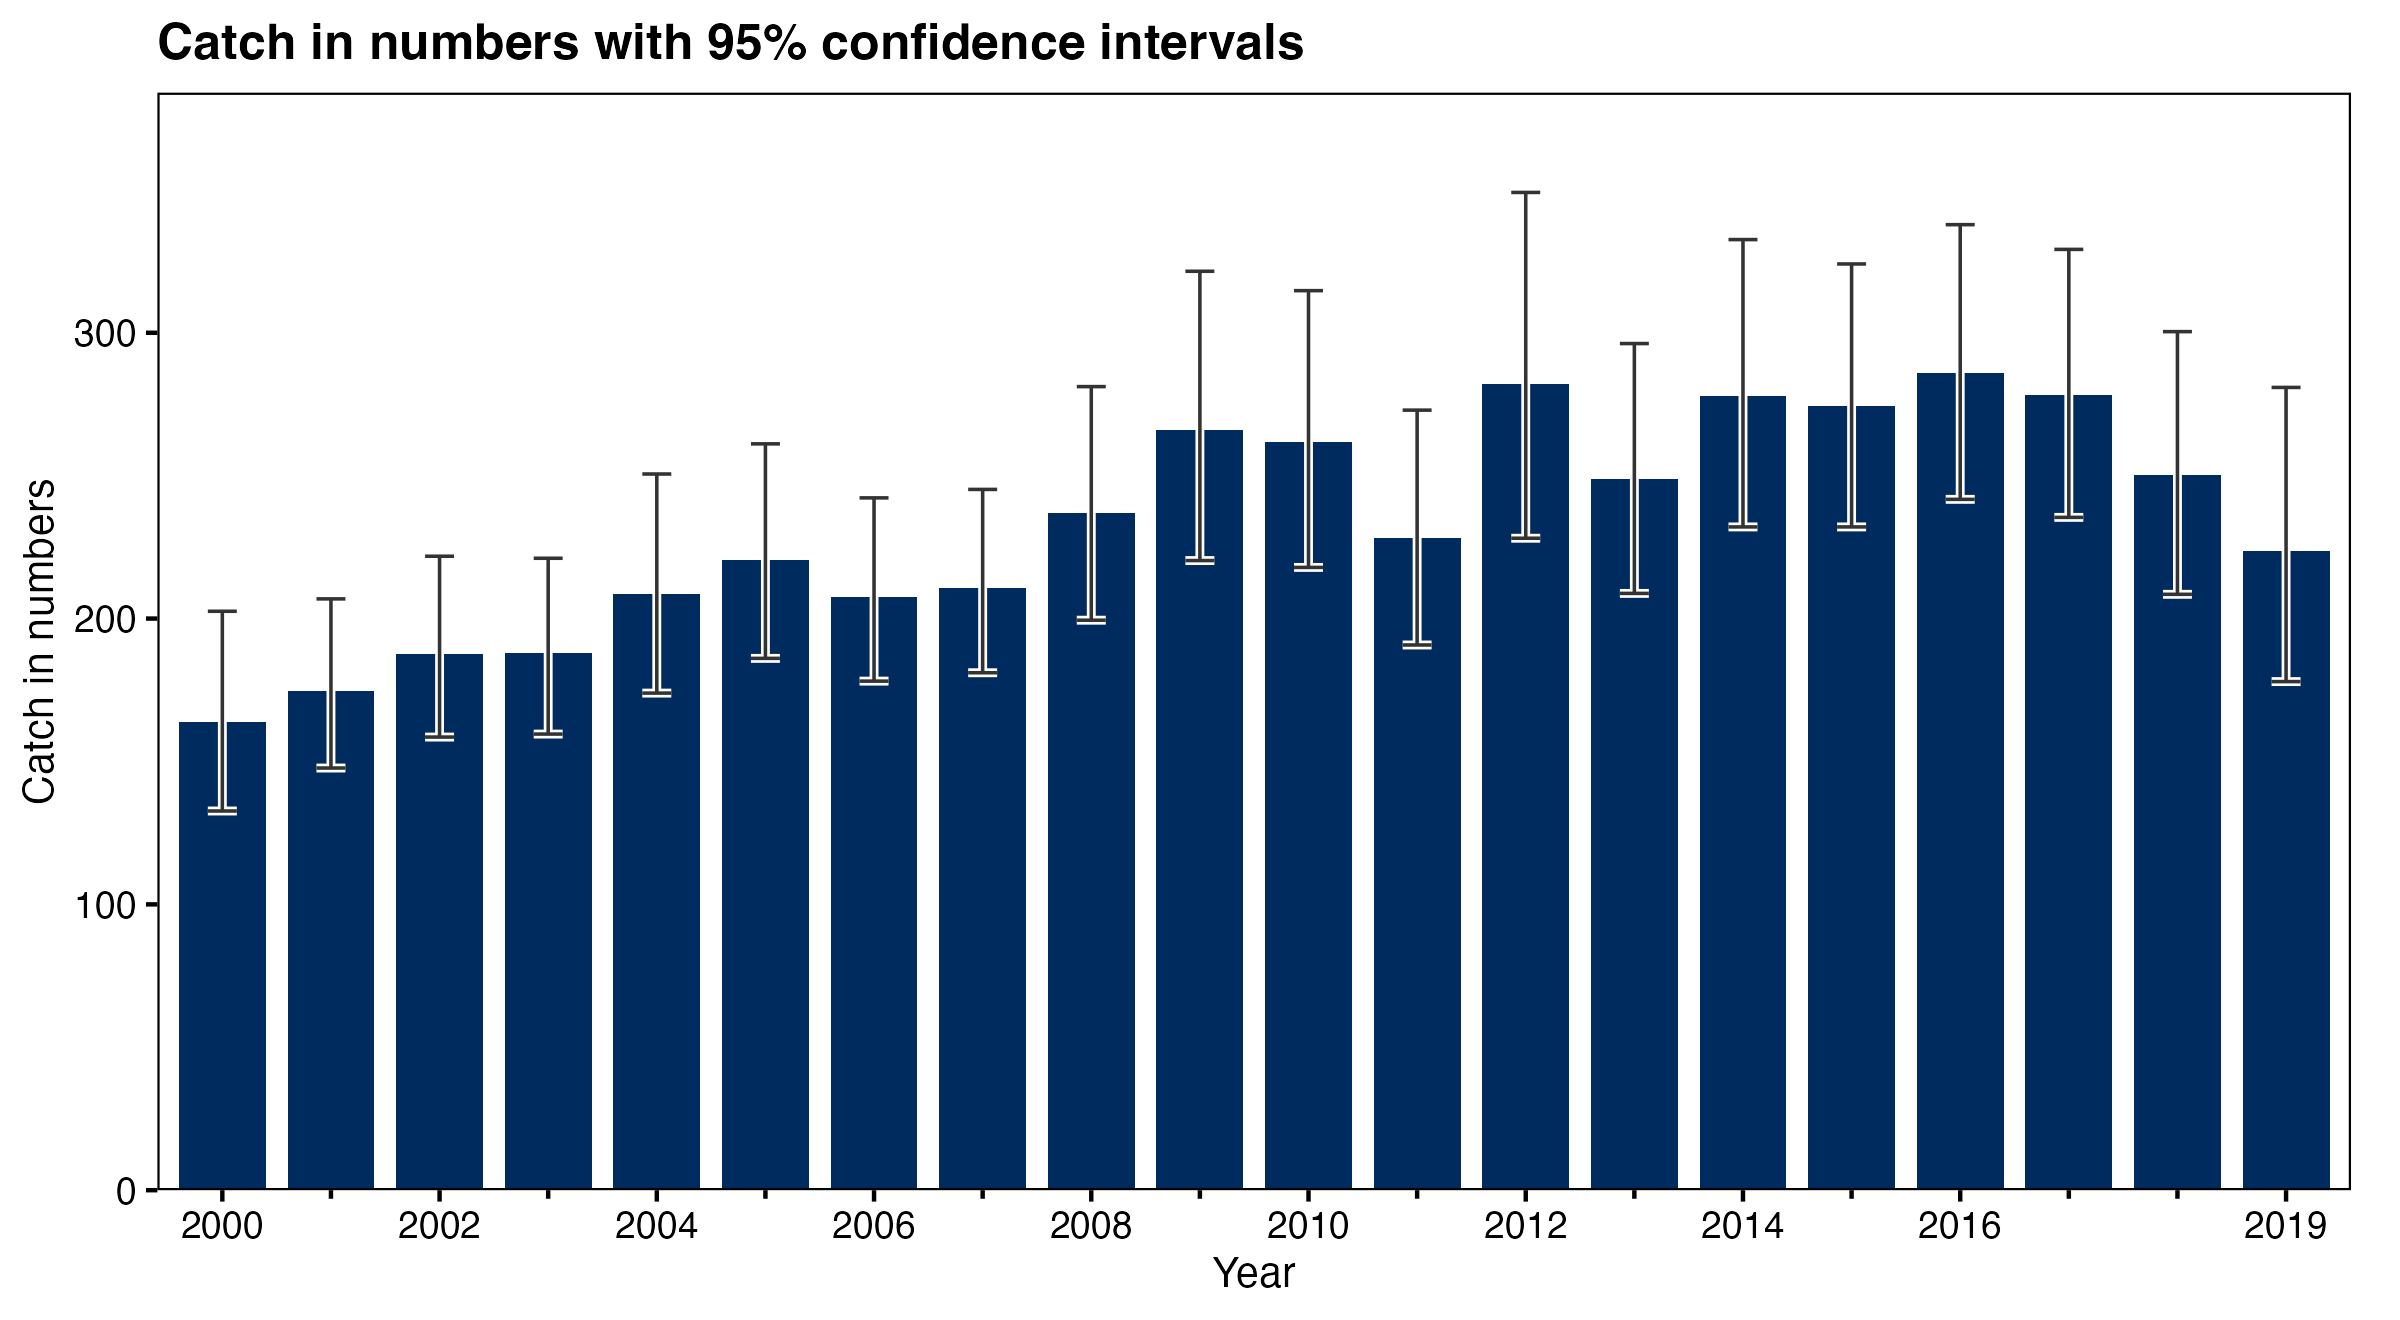 Catch in numbers with 95% confidence intervals
Catch in numbers
300
200
100
0
2000 2002 2004 2006 2008 2010 2012 2014 2016 2019
Year